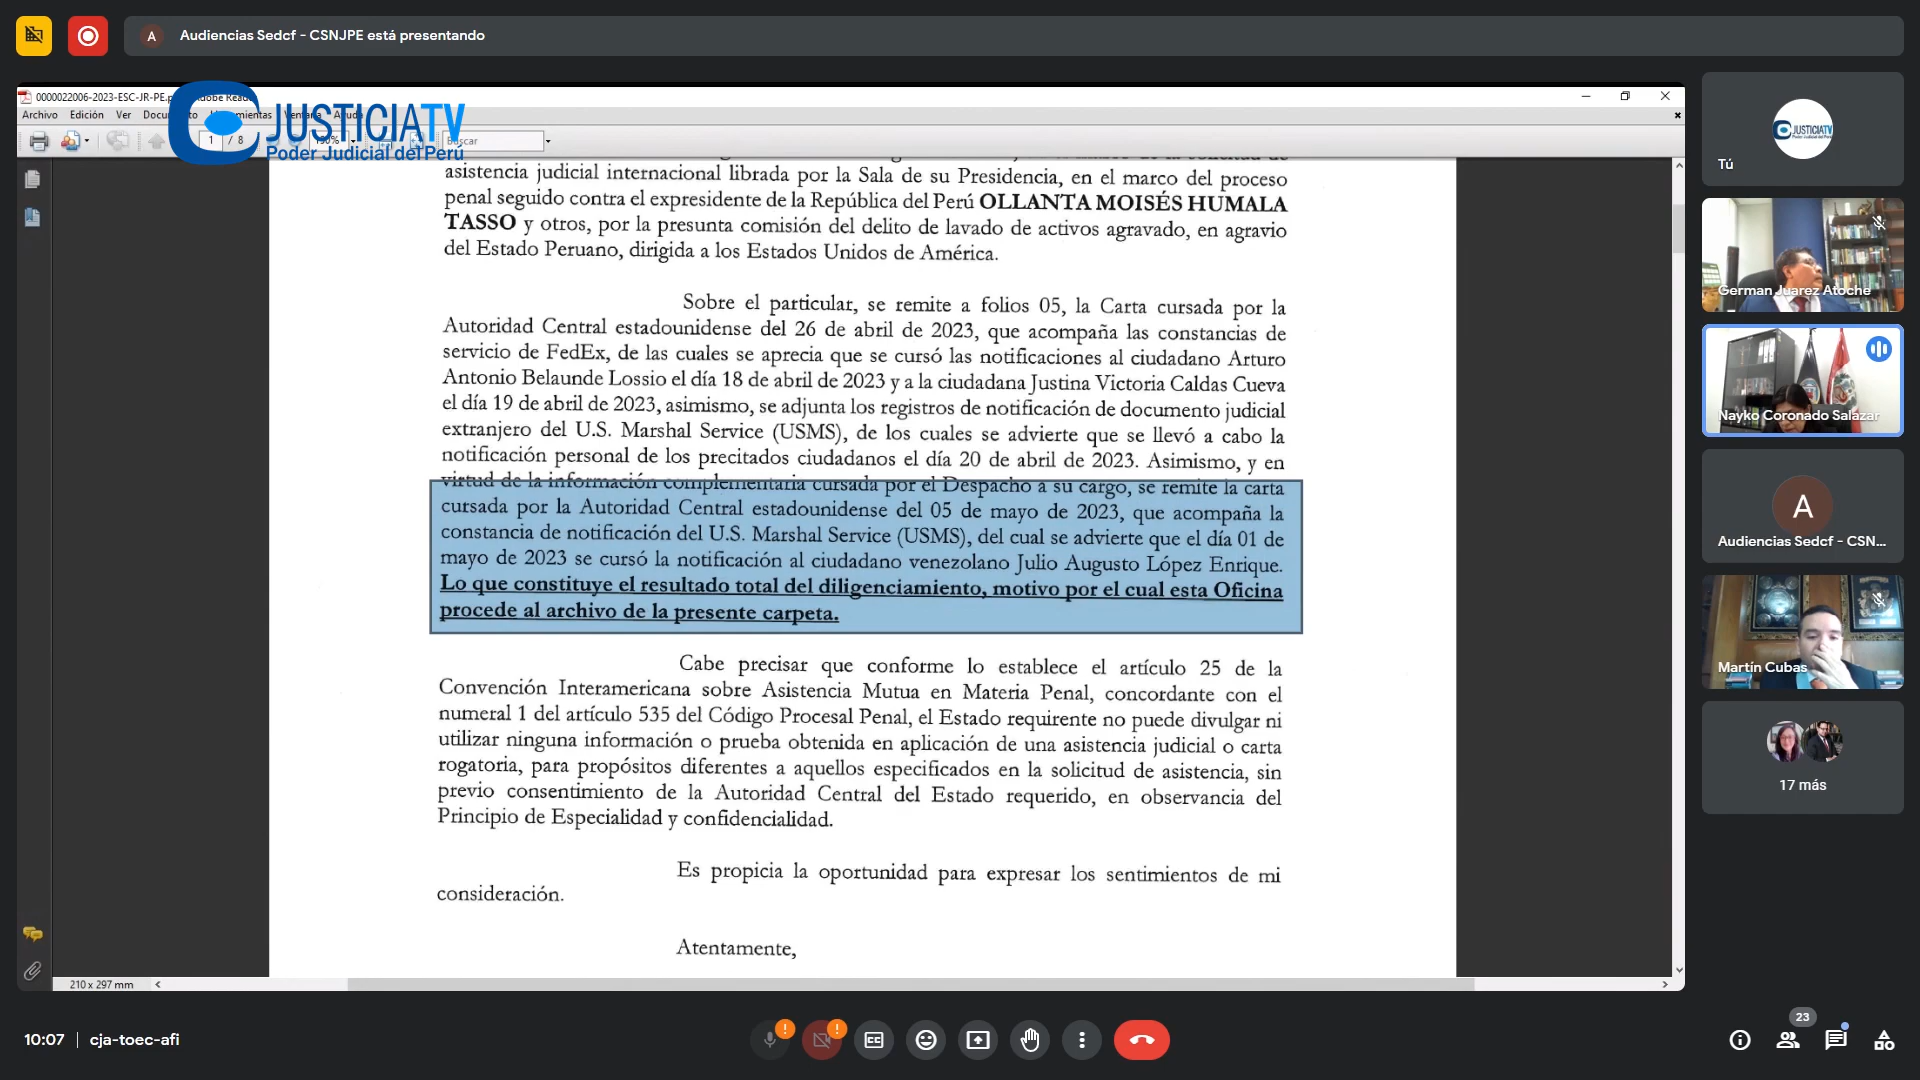 A Audiencias Sedcf - CSNJPE está presentando
0000022006-2023-ESC-JR-PE.p
Archivo Edición Ver
JUSTICIATV
Poder Judicial del Perú
1 / 8
Buscar
asistencia judicial internacional librada por la Sala de su Presidencia, en el marco del proceso
penal seguido contra el expresidente de la República del Perú OLLANTA MOISÉS HUMALA
TASSO y otros, por la presunta comisión del delito de lavado de activos agravado, en agravio
del Estado Peruano, dirigida a los Estados Unidos de América.
Sobre el particular, se remite a folios 05, la Carta cursada por la
Autoridad Central estadounidense del 26 de abril de 2023, que acompaña las constancias de
servicio de FedEx, de las cuales se aprecia que se cursó las notificaciones al ciudadano Arturo
Antonio Belaunde Lossio el día 18 de abril de 2023 y a la ciudadana Justina Victoria Caldas Cueva
el día 19 de abril de 2023, asimismo, se adjunta los registros de notificación de documento judicial
extranjero del U.S. Marshal Service (USMS), de los cuales se advierte que se llevó a cabo la
notificación personal de los precitados ciudadanos el día 20 de abril de 2023. Asimismo, y en
virtud de la información complementaria cursada por el Despacho a su cargo, se remite la carta
cursada por la Autoridad Central estadounidense del 05 de mayo de 2023, que acompaña la
constancia de notificación del U.S. Marshal Service (USMS), del cual se advierte que el día 01 de
mayo de 2023 se cursó la notificación al ciudadano venezolano Julio Augusto López Enrique.
Lo que constituye el resultado total del diligenciamiento, motivo por el cual esta Oficina
procede al archivo de la presente carpeta.
Cabe precisar que conforme lo establece el artículo 25 de la
Convención Interamericana sobre Asistencia Mutua en Materia Penal, concordante con el
numeral 1 del artículo 535 del Código Procesal Penal, el Estado requirente no puede divulgar ni
utilizar ninguna información o prueba obtenida en aplicación de una asistencia judicial o carta
rogatoria, para propósitos diferentes a aquellos especificados en la solicitud de asistencia, sin
previo consentimiento de la Autoridad Central del Estado requerido, en observancia del
Principio de Especialidad y confidencialidad.
Es propicia la oportunidad para expresar los sentimientos de mi
consideración.
Atentamente,
210 x 297 mm
JUSTICIATV
Tú
German Juarez Atoche
Nayko Coronado Salazar
A
Audiencias Sedcf - CSN...
Martín Cubas
17 más
10:07 | cja-toec-afi
23